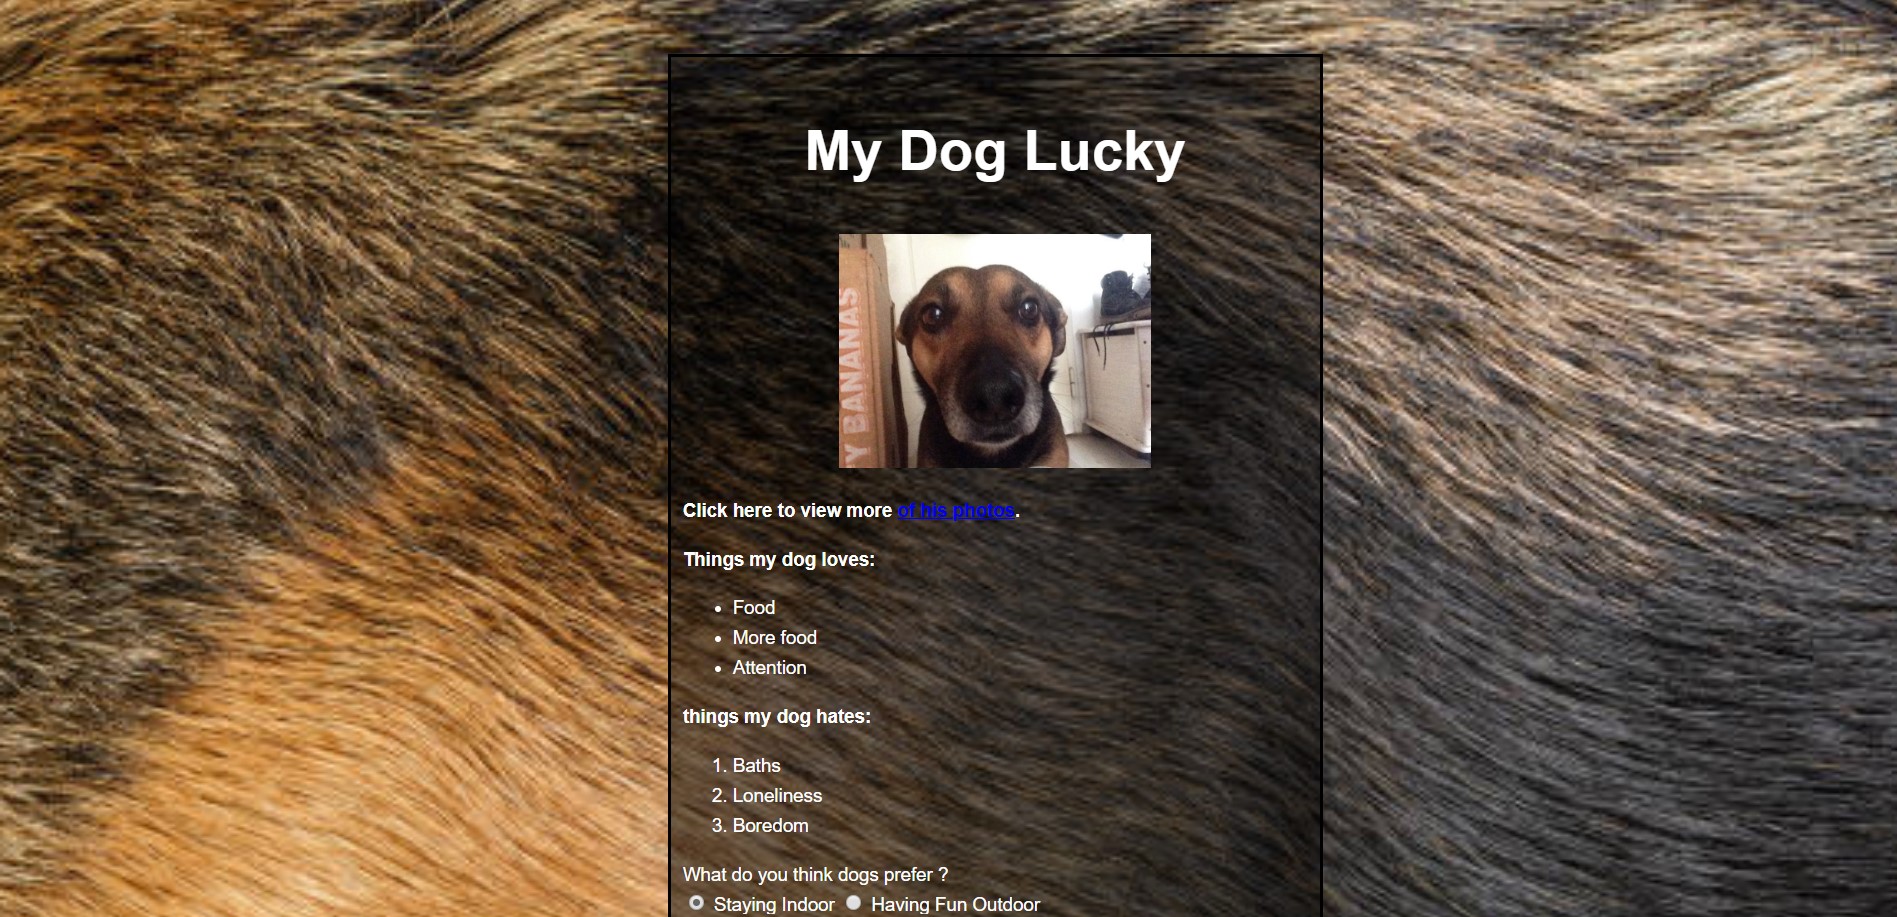 My Dog Lucky
Y BANANAS
Click here to view more of his photos.
Things my dog loves:
• Food
• More food
• Attention
things my dog hates:
1. Baths
2. Loneliness
3. Boredom
What do you think dogs prefer ?
Staying Indoor Having Fun Outdoor